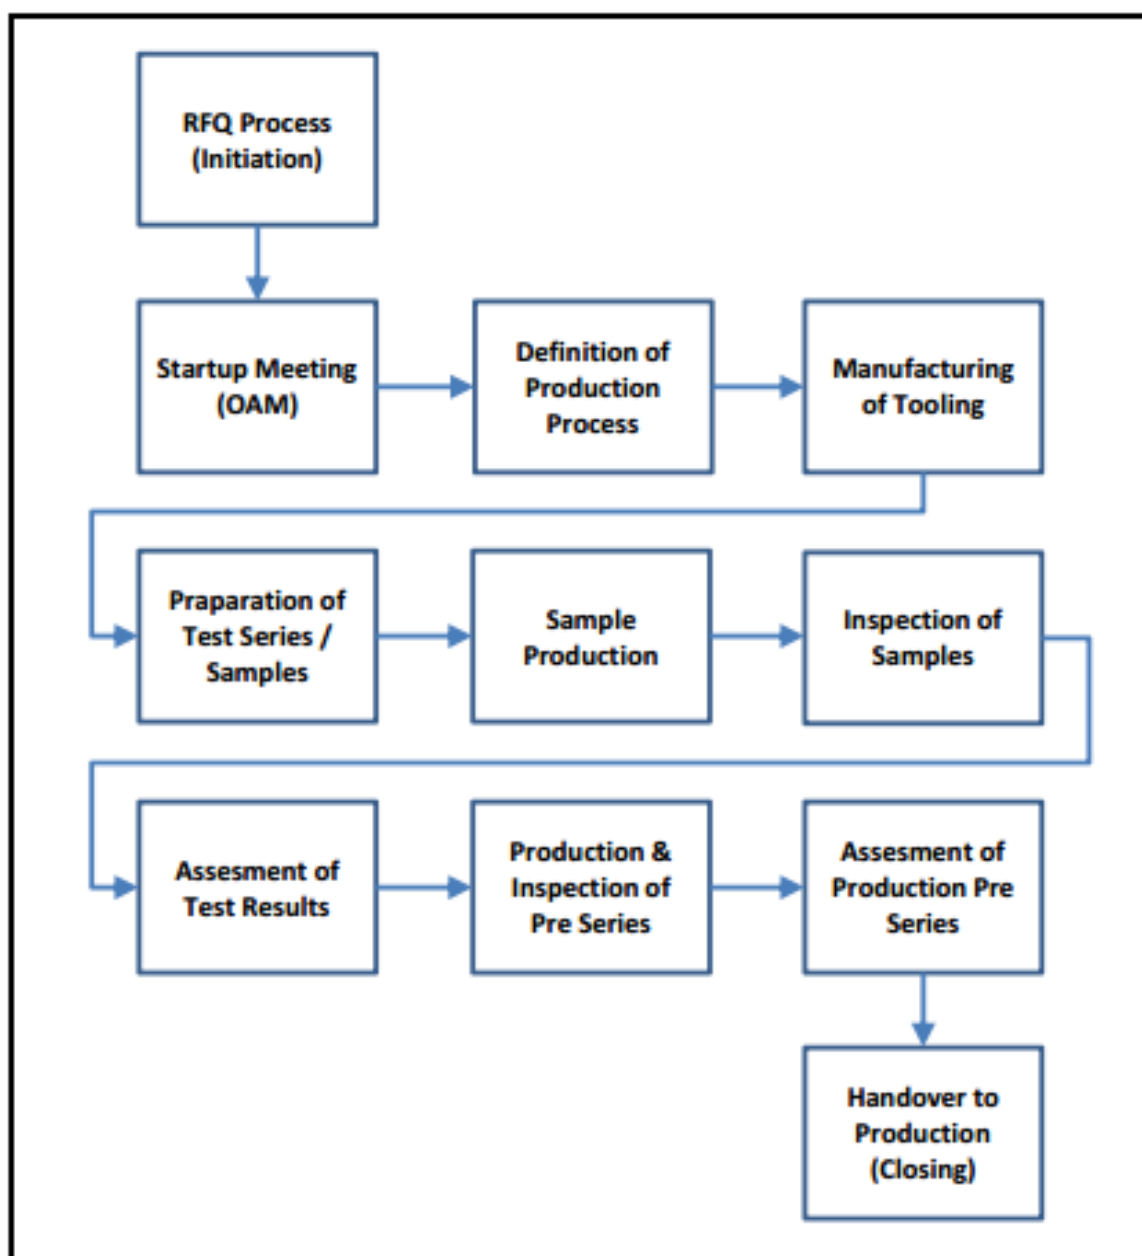 RFQ Process
(Initiation)
Startup Meeting
(OAM)
Definition of
Production
Process
Manufacturing
of Tooling
Praparation of
Test Series /
Samples
Sample
Production
Inspection of
Samples
Assesment of
Test Results
Production &
Inspection of
Pre Series
Assesment of
Production Pre
Series
Handover to
Production
(Closing)